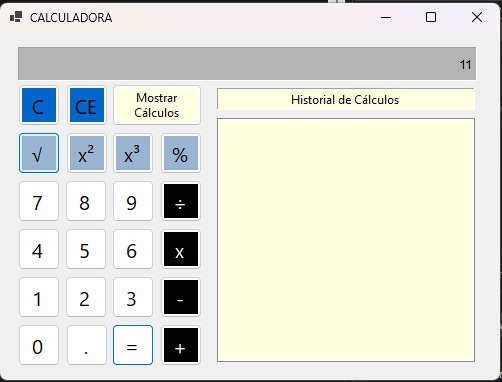 CALCULADORA
11
C CE Mostrar
Cálculos
Historial de Cálculos
√ x² x³ %
7 8 9 ÷
4 5 6 x
1 2 3 -
0 . = +